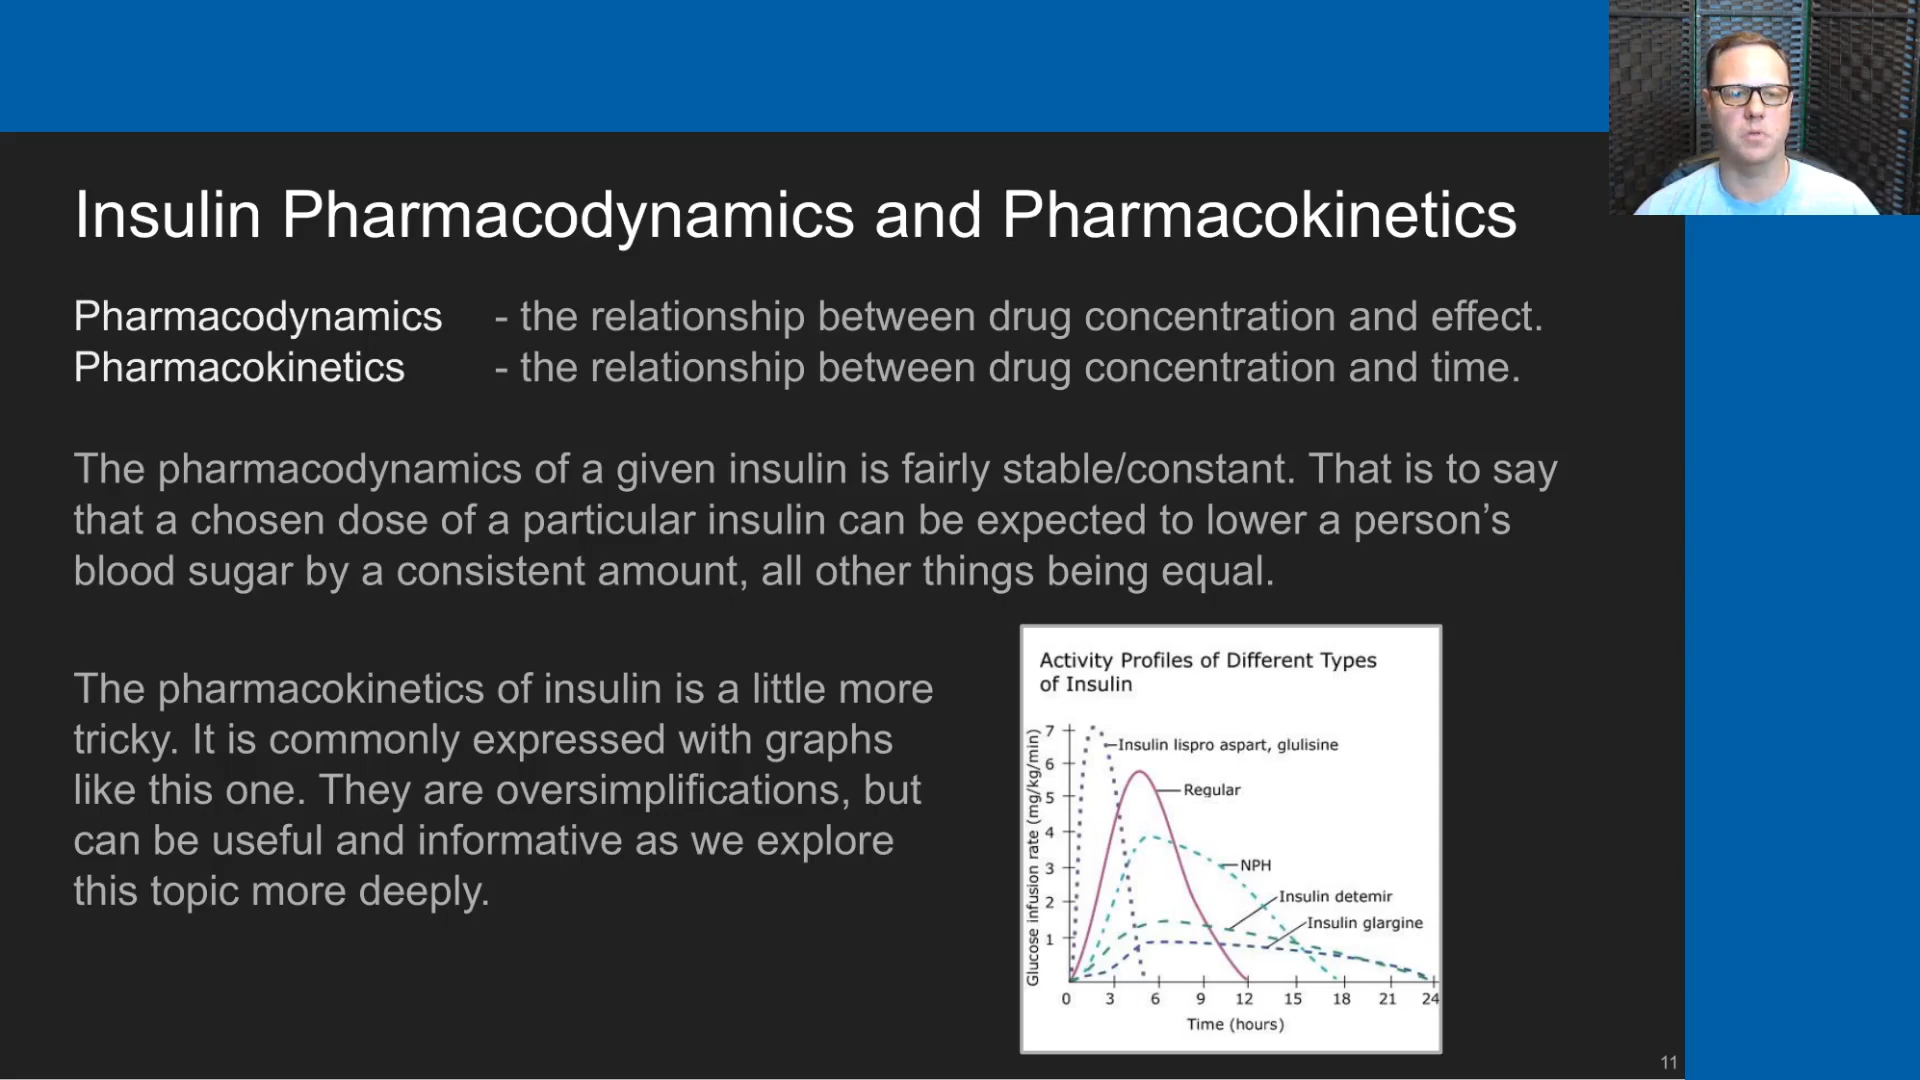 Insulin Pharmacodynamics and Pharmacokinetics
Pharmacodynamics - the relationship between drug concentration and effect.
Pharmacokinetics - the relationship between drug concentration and time.
The pharmacodynamics of a given insulin is fairly stable/constant. That is to say
that a chosen dose of a particular insulin can be expected to lower a person’s
blood sugar by a consistent amount, all other things being equal.
The pharmacokinetics of insulin is a little more
tricky. It is commonly expressed with graphs
like this one. They are oversimplifications, but
can be useful and informative as we explore
this topic more deeply.
Activity Profiles of Different Types
of Insulin
Glucose infusion rate (mg/kg/min)
7
6
5
4
3
2
1
Insulin lispro aspart, glulisine
Regular
NPH
Insulin detemir
Insulin glargine
0 3 6 9 12 15 18 21 24
Time (hours)
11